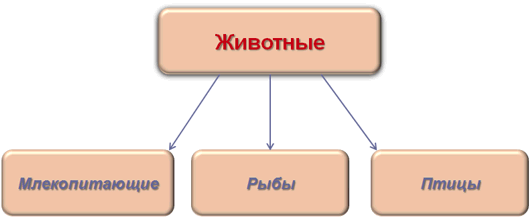 Животные
Млекопитающие
Рыбы
Птицы